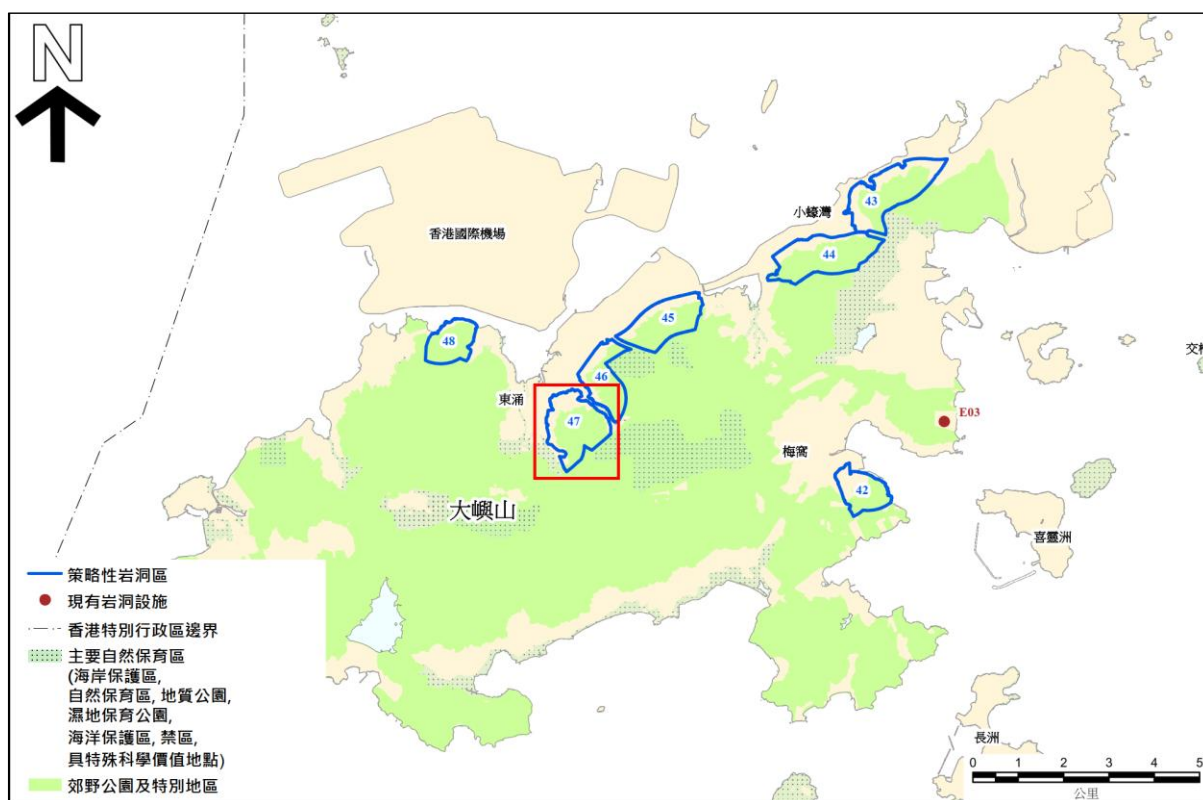 N
43
小蠔灣
香港國際機場
44
45
48
46
東涌
E03
47
梅窩
42
大嶼山
喜靈洲
策略性岩洞區
現有岩洞設施
香港特別行政區邊界
主要自然保育區
(海岸保護區,
自然保育區, 地質公園,
濕地保育公園,
海洋保護區, 禁區,
具特殊科學價值地點)
郊野公園及特別地區
長洲
0 1 2 3 4 5
公里